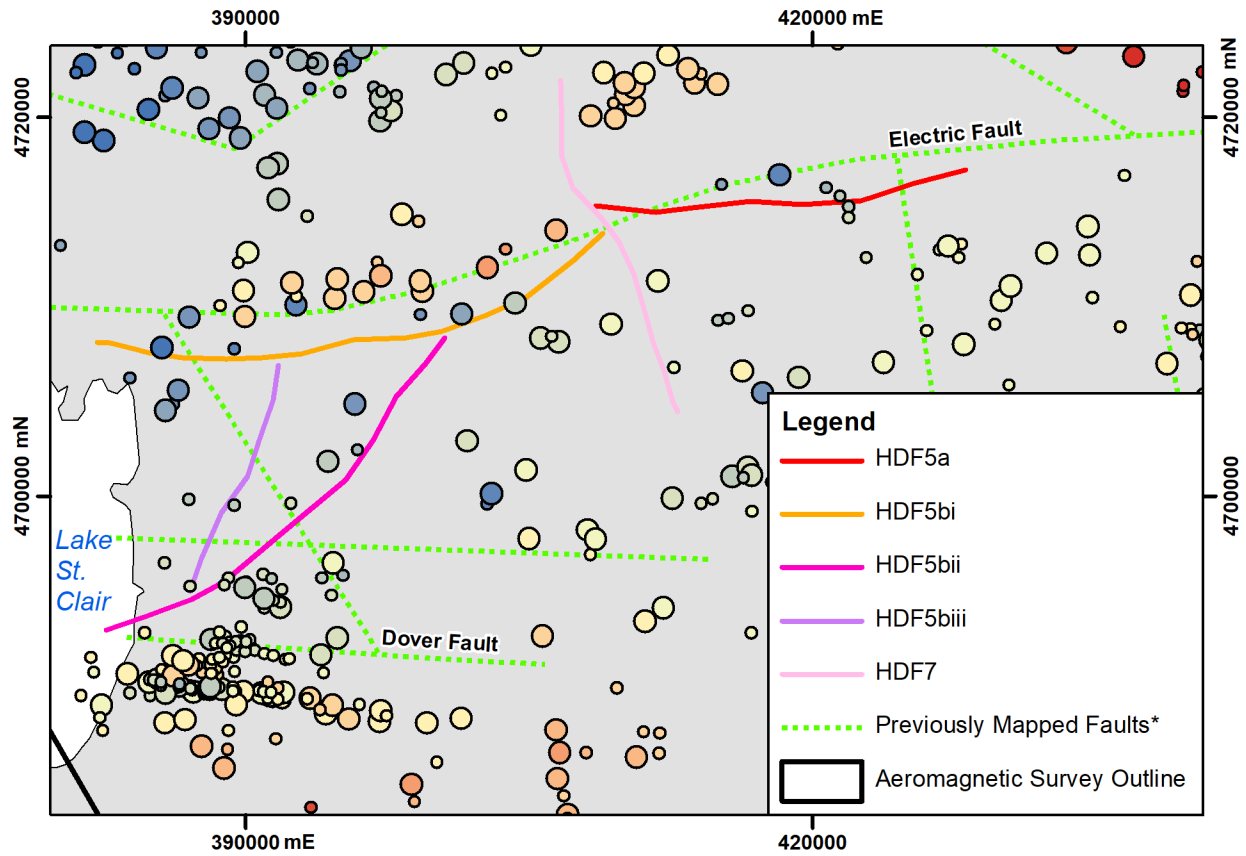 390000
420000 mE
4720000
4720000 mN
Electric Fault
Legend
HDF5a
4700000 mN
4700000
HDF5bi
Lake
St.
Clair
HDF5bii
HDF5biii
Dover Fault
HDF7
Previously Mapped Faults*
Aeromagnetic Survey Outline
390000 mE
420000